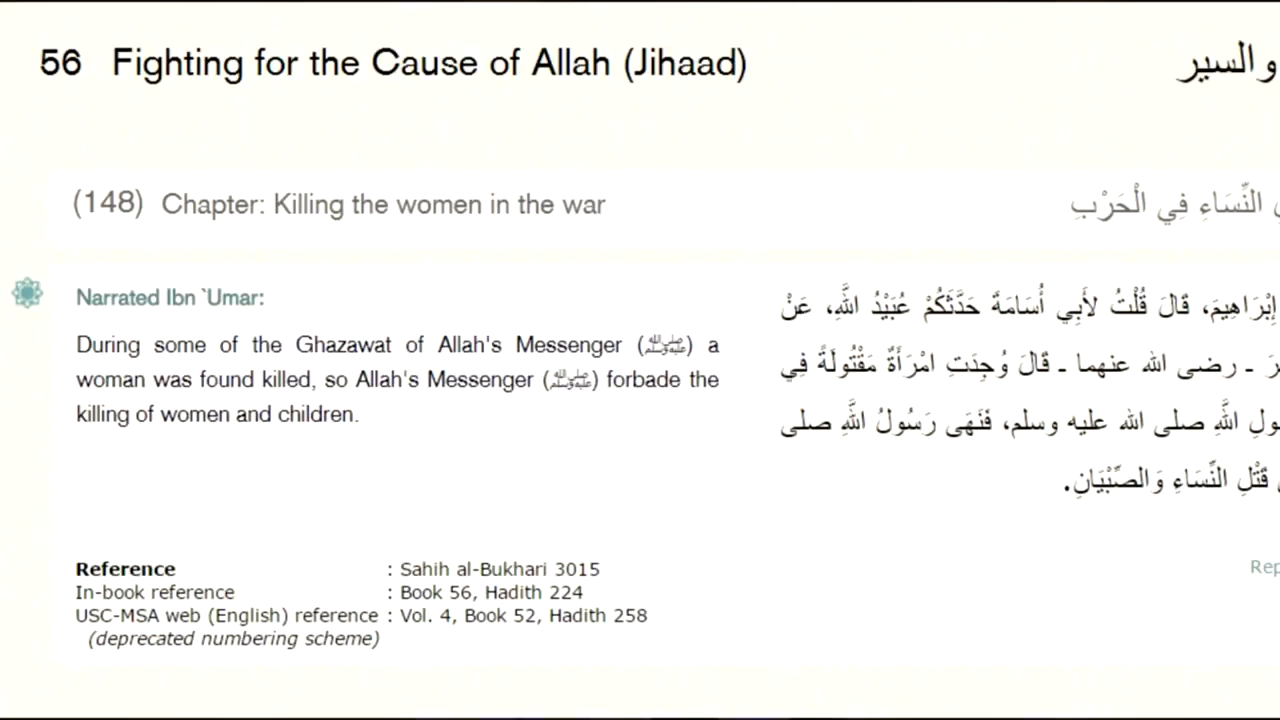 56 Fighting for the Cause of Allah (Jihaad)
والسير
(148) Chapter: Killing the women in the war
النِّسَاءِ فِي الْحَرْبِ
Narrated Ibn `Umar:
During some of the Ghazawat of Allah's Messenger (ﷺ) a
woman was found killed, so Allah's Messenger (ﷺ) forbade the
killing of women and children.
إِبْرَاهِيمَ، قَالَ قُلْتُ لأَبِي أُسَامَةَ حَدَّثَكُمْ عُبَيْدُ اللَّهِ، عَنْ
ـ رضى الله عنهما ـ قَالَ وُجِدَتِ امْرَأَةٌ مَقْتُولَةً فِي
اللَّهِ صلى الله عليه وسلم، فَنَهَى رَسُولُ اللَّهِ صلى
قَتْلِ النِّسَاءِ وَالصِّبْيَانِ.
Reference : Sahih al-Bukhari 3015
In-book reference : Book 56, Hadith 224
USC-MSA web (English) reference : Vol. 4, Book 52, Hadith 258
(deprecated numbering scheme)